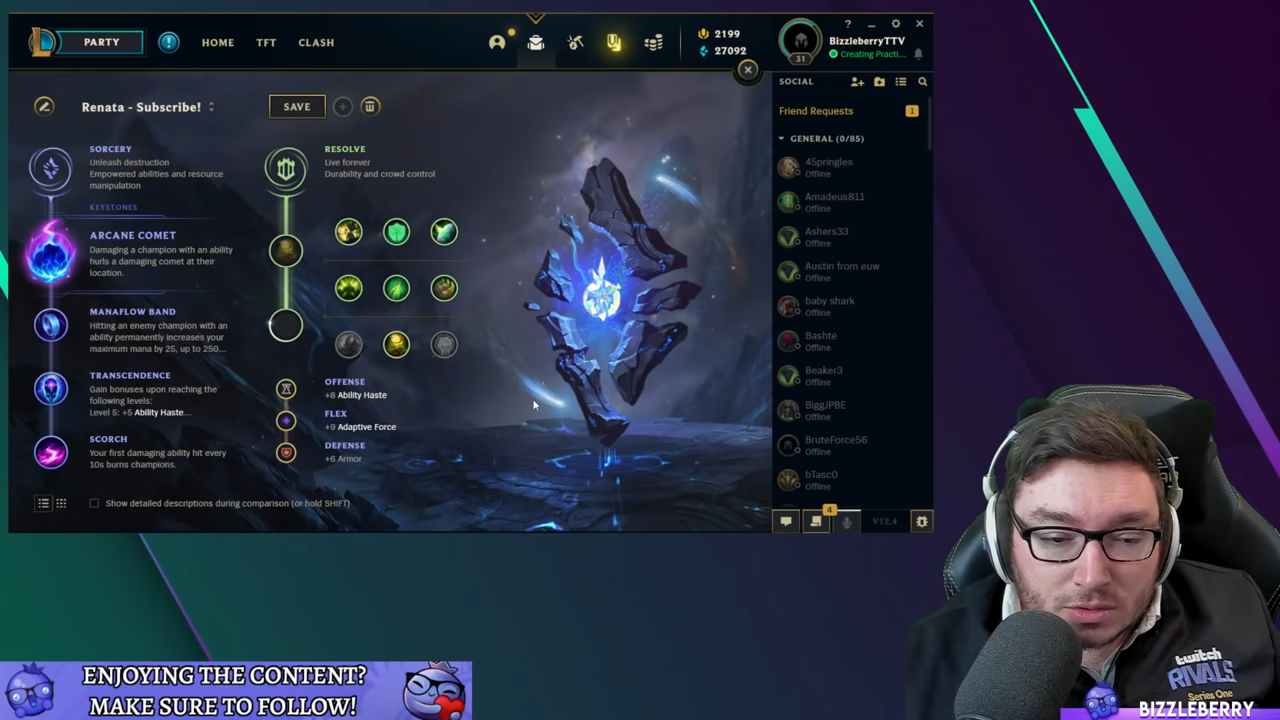 PARTY
HOME
TFT
CLASH
2199
27092
31
BizzleberryTTV
Creating Practi...
Renata - Subscribe!
SAVE
SORCERY
Unleash destruction
Empowered abilities and resource
manipulation
KEYSTONES
ARCANE COMET
Damaging a champion with an ability
hurls a damaging comet at their
location.
MANAFLOW BAND
Hitting an enemy champion with an
ability permanently increases your
maximum mana by 25, up to 250...
TRANSCENDENCE
Gain bonuses upon reaching the
following levels:
Level 5: +5 Ability Haste...
SCORCH
Your first damaging ability hit every
10s burns champions.
RESOLVE
Live forever
Durability and crowd control
OFFENSE
+8 Ability Haste
FLEX
+9 Adaptive Force
DEFENSE
+6 Armor
Show detailed descriptions during comparison (or hold SHIFT)
SOCIAL
Friend Requests
1
GENERAL (0/85)
45pringles
Offline
Amadeus811
Offline
Ashers33
Offline
Austin from euw
Offline
baby shark
Offline
Bashte
Offline
Beaker3
Offline
BiggJPBE
Offline
BruteForce56
Offline
bTasc0
Offline
4
V12.4
ENJOYING THE CONTENT?
MAKE SURE TO FOLLOW!
twitch
RIVALS
Series One
BIZZLEBERRY